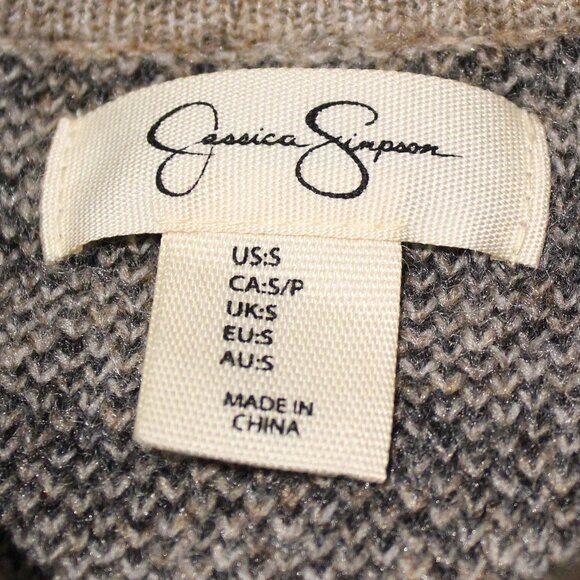 Jessica Simpson
US:S
CA:S/P
UK:S
EU:S
AU:S
MADE IN
CHINA